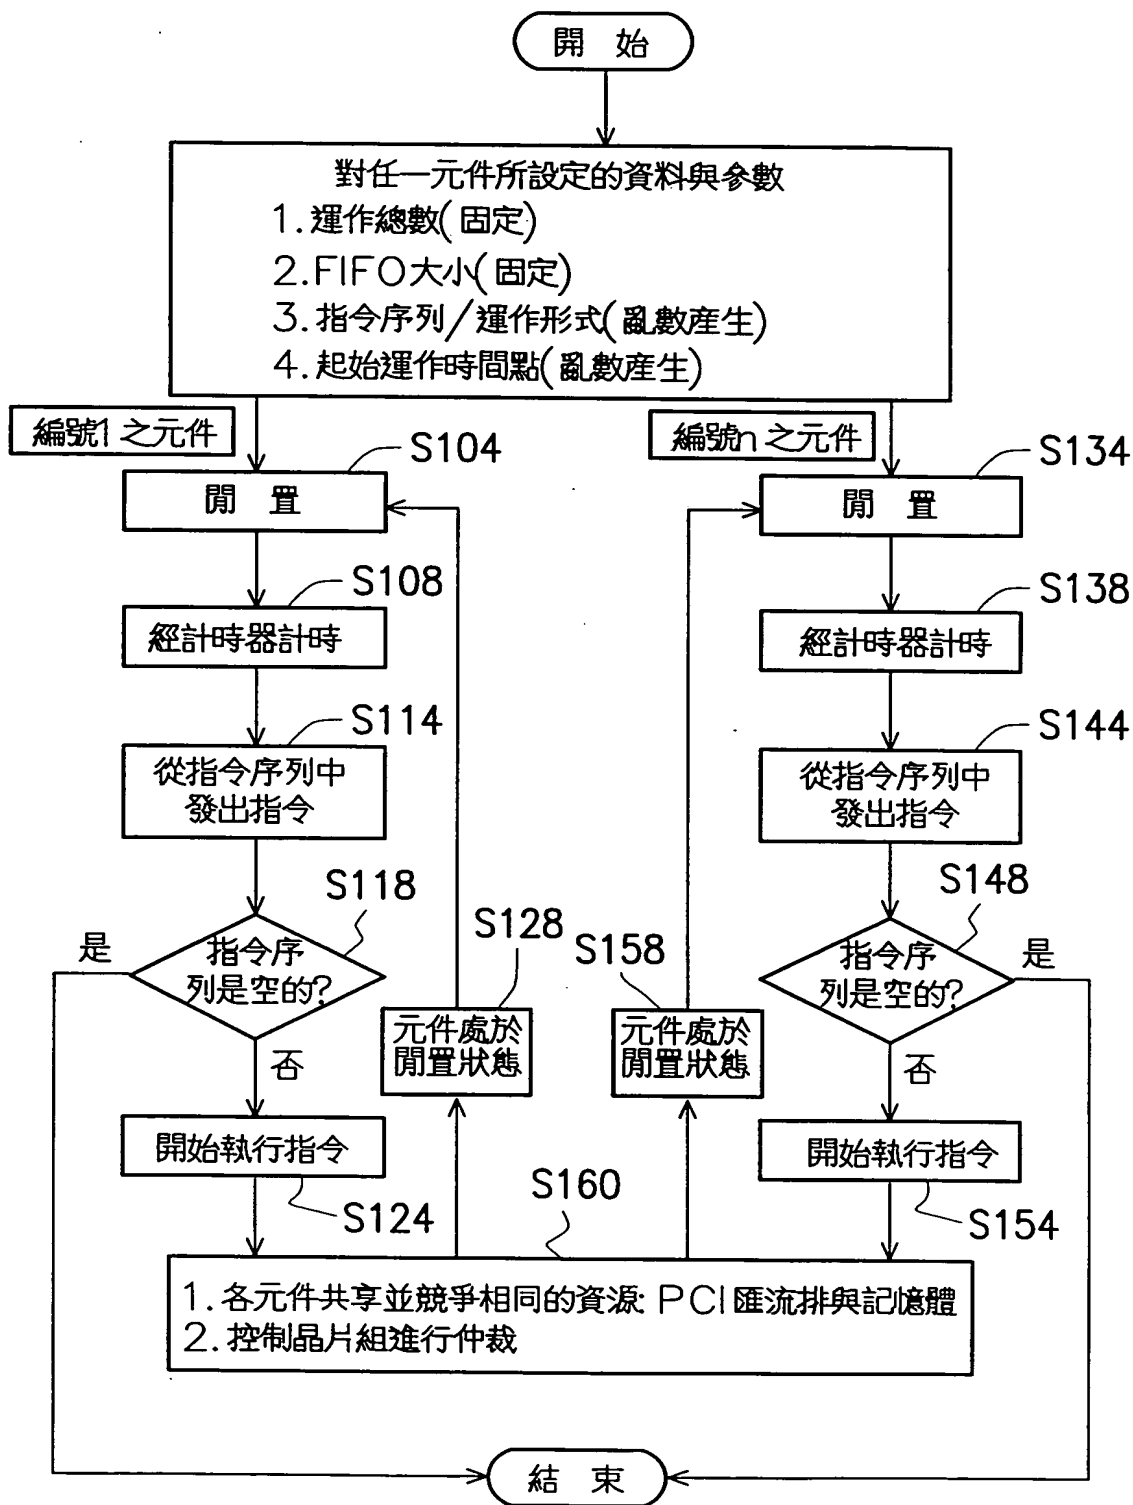 開 始
對任一元件所設定的資料與參數
1.運作總數(固定)
2.FIFO大小(固定)
3.指令序列/運作形式(亂數產生)
4.起始運作時間點(亂數產生)
編號1之元件
S104
閒 置
S108
經計時器計時
S114
從指令序列中
發出指令
S118
指令序
列是空的?
是
否
S128
元件處於
閒置狀態
開始執行指令
S124
編號n之元件
S134
閒 置
S138
經計時器計時
S144
從指令序列中
發出指令
S148
指令序
列是空的?
是
否
S158
元件處於
閒置狀態
開始執行指令
S154
S160
1.各元件共享並競爭相同的資源:PCI匯流排與記憶體
2.控制晶片組進行仲裁
結 束